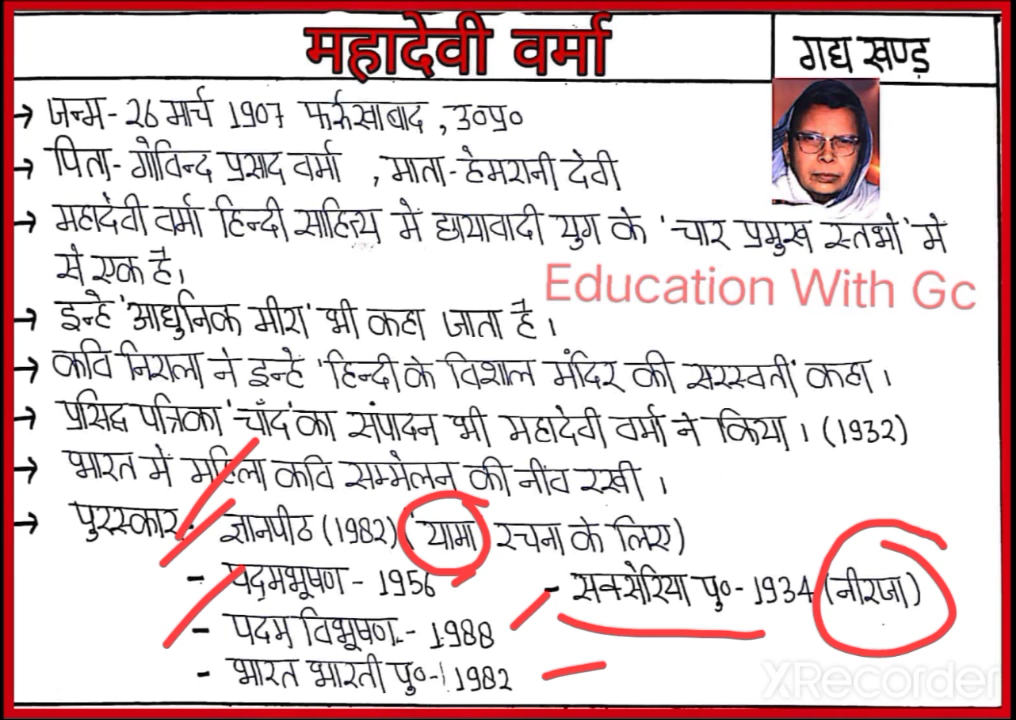 महादेवी वर्मा
गद्य खण्ड
→ जन्म - 26 मार्च 1907 फर्रुखाबाद , उ०प्र०
→ पिता - गोविन्द प्रसाद वर्मा , माता - हेमरानी देवी
→ महादेवी वर्मा हिन्दी साहित्य में छायावादी युग के 'चार प्रमुख स्तंभों' में
से एक है।
Education With Gc
→ इन्हे 'आधुनिक मीरा' भी कहा जाता है ।
→ कवि निराला ने इन्हे 'हिन्दी के विशाल मंदिर की सरस्वती' कहा ।
→ प्रसिद्ध पत्रिका 'चाँद' का संपादन भी महादेवी वर्मा ने किया । (1932)
→ भारत में महिला कवि सम्मेलन की नींव रखी ।
→ पुरस्कार - ज्ञानपीठ (1982) ('यामा' रचना के लिए)
- पद्मभूषण - 1956
- सक्सेरिया पु० - 1934 (नीरजा)
- पदम विभूषण - 1988
- भारत भारती पु० - 1982
XRecorder